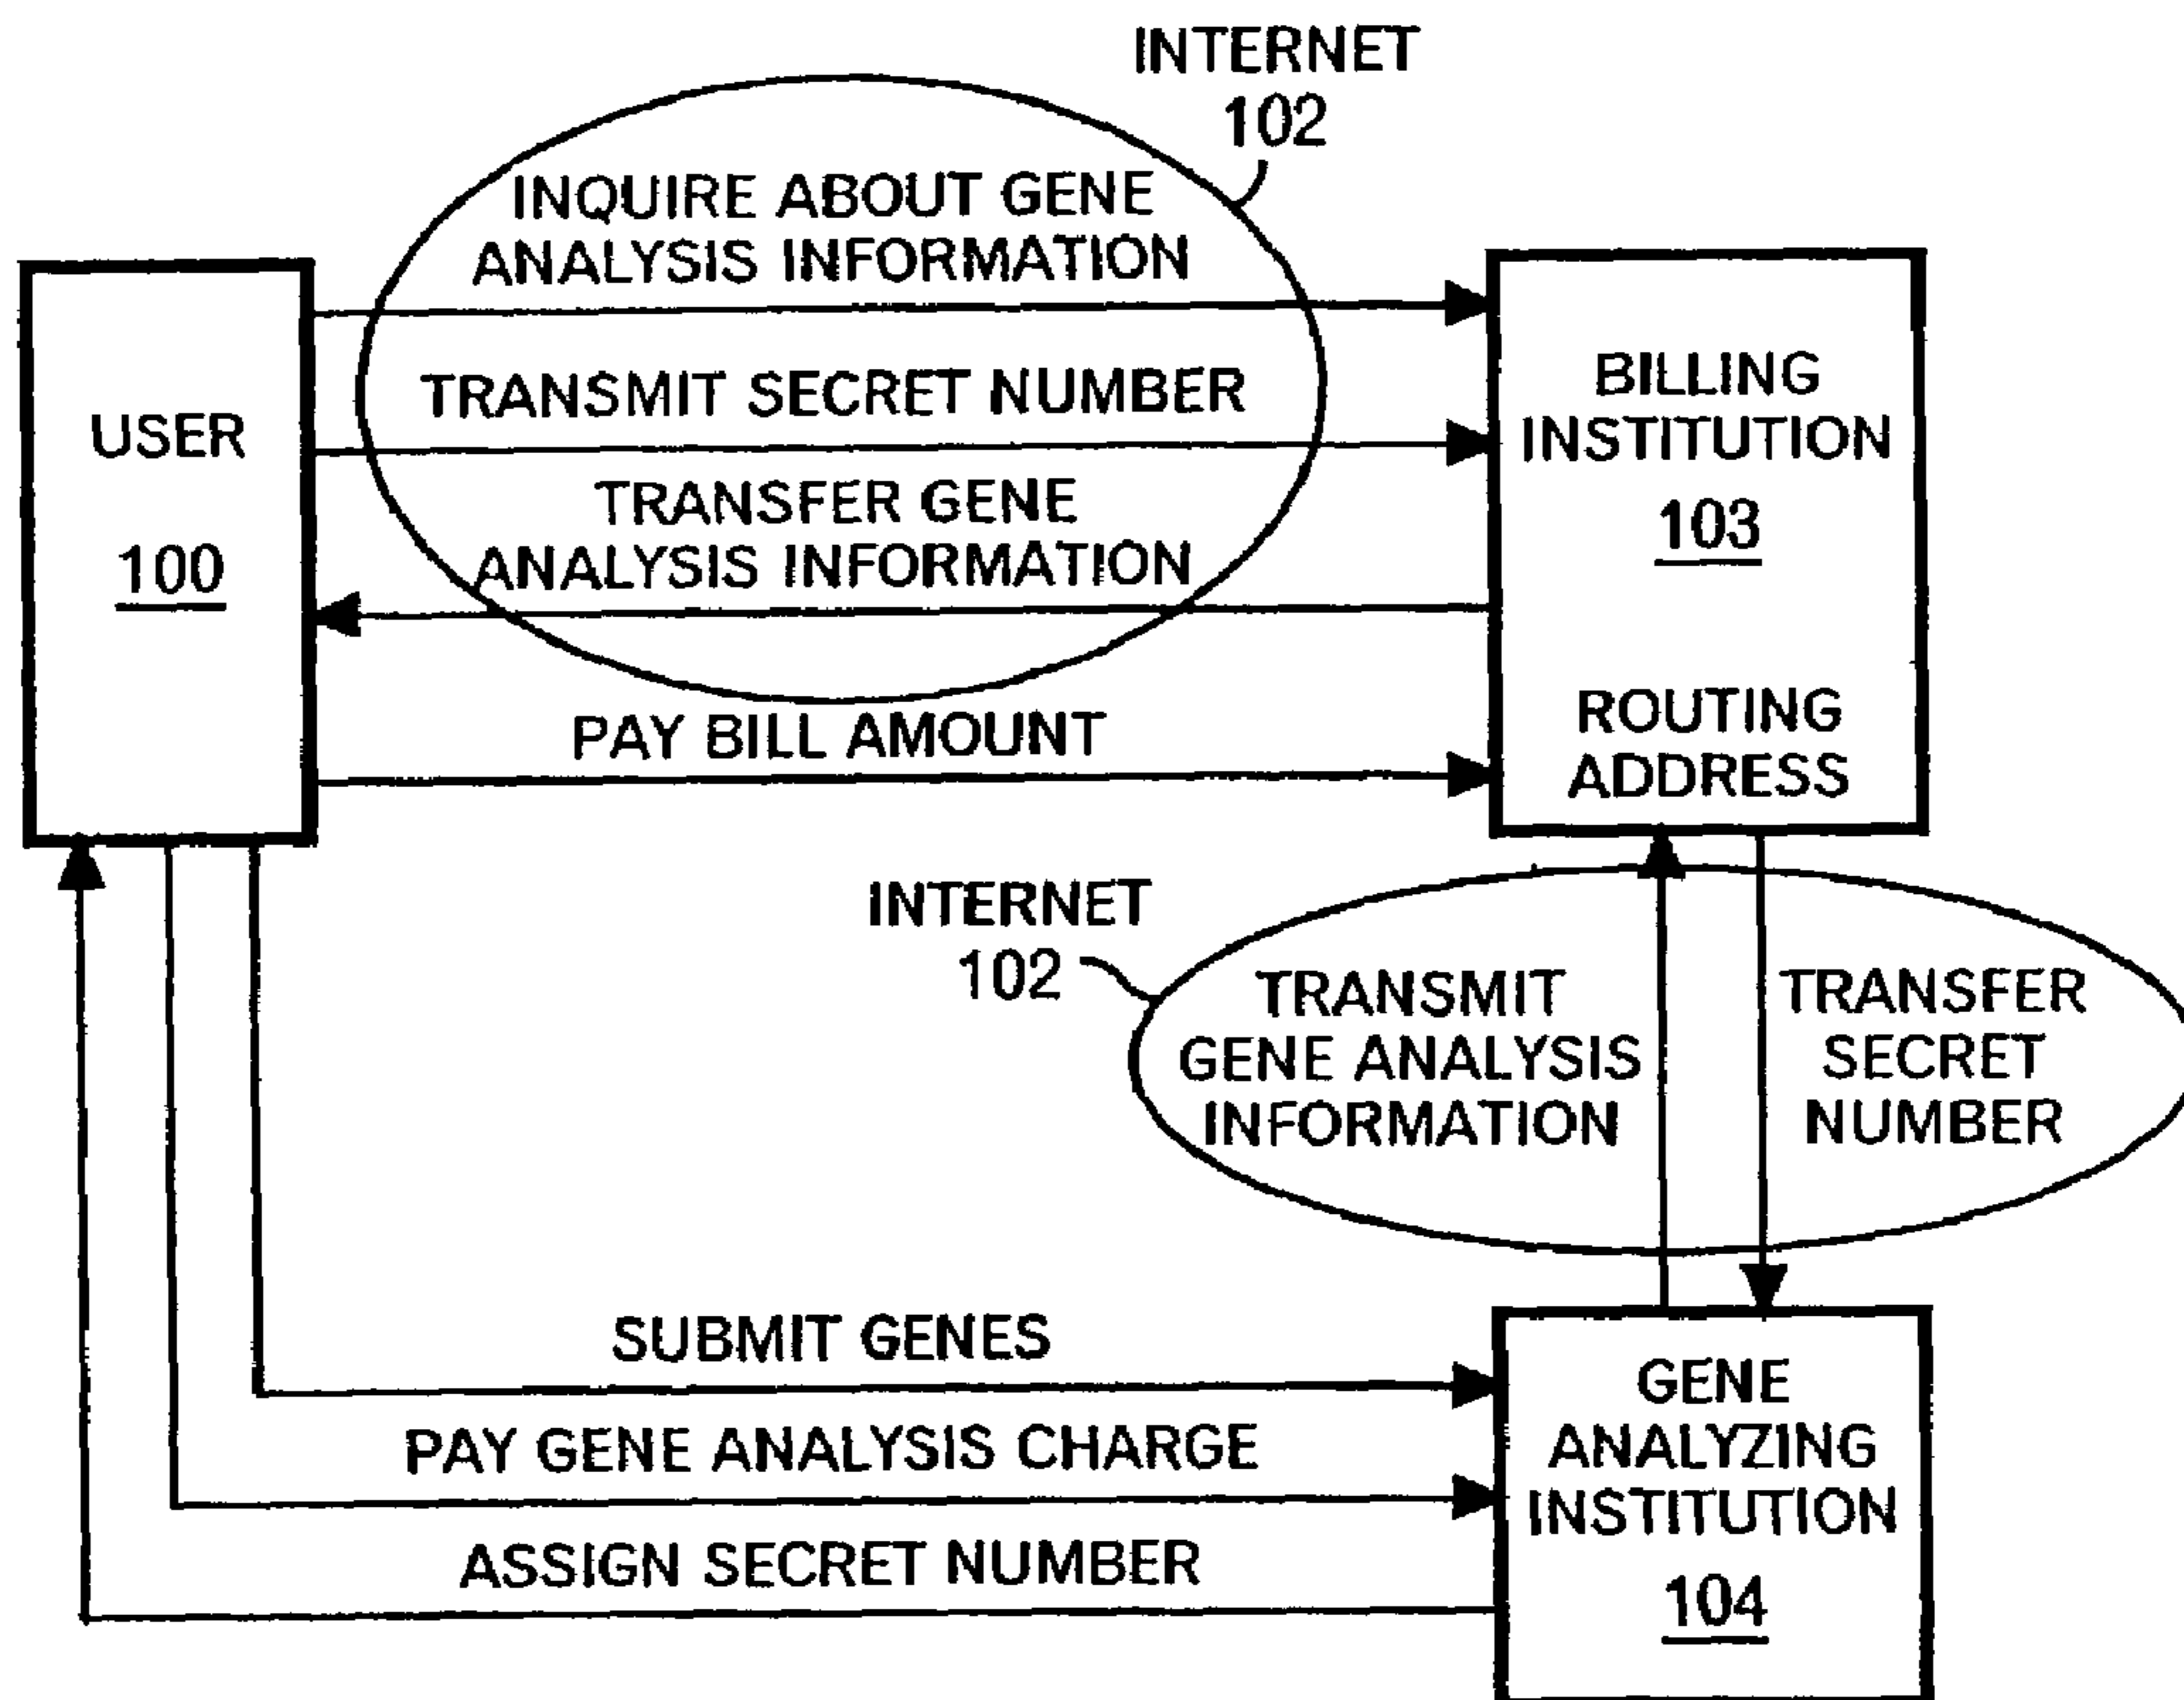 INTERNET
102
INQUIRE ABOUT GENE
ANALYSIS INFORMATION
TRANSMIT SECRET NUMBER
TRANSFER GENE
ANALYSIS INFORMATION
PAY BILL AMOUNT
USER
100
BILLING
INSTITUTION
103
ROUTING
ADDRESS
INTERNET
102
TRANSMIT
GENE ANALYSIS
INFORMATION
TRANSFER
SECRET
NUMBER
SUBMIT GENES
PAY GENE ANALYSIS CHARGE
ASSIGN SECRET NUMBER
GENE
ANALYZING
INSTITUTION
104